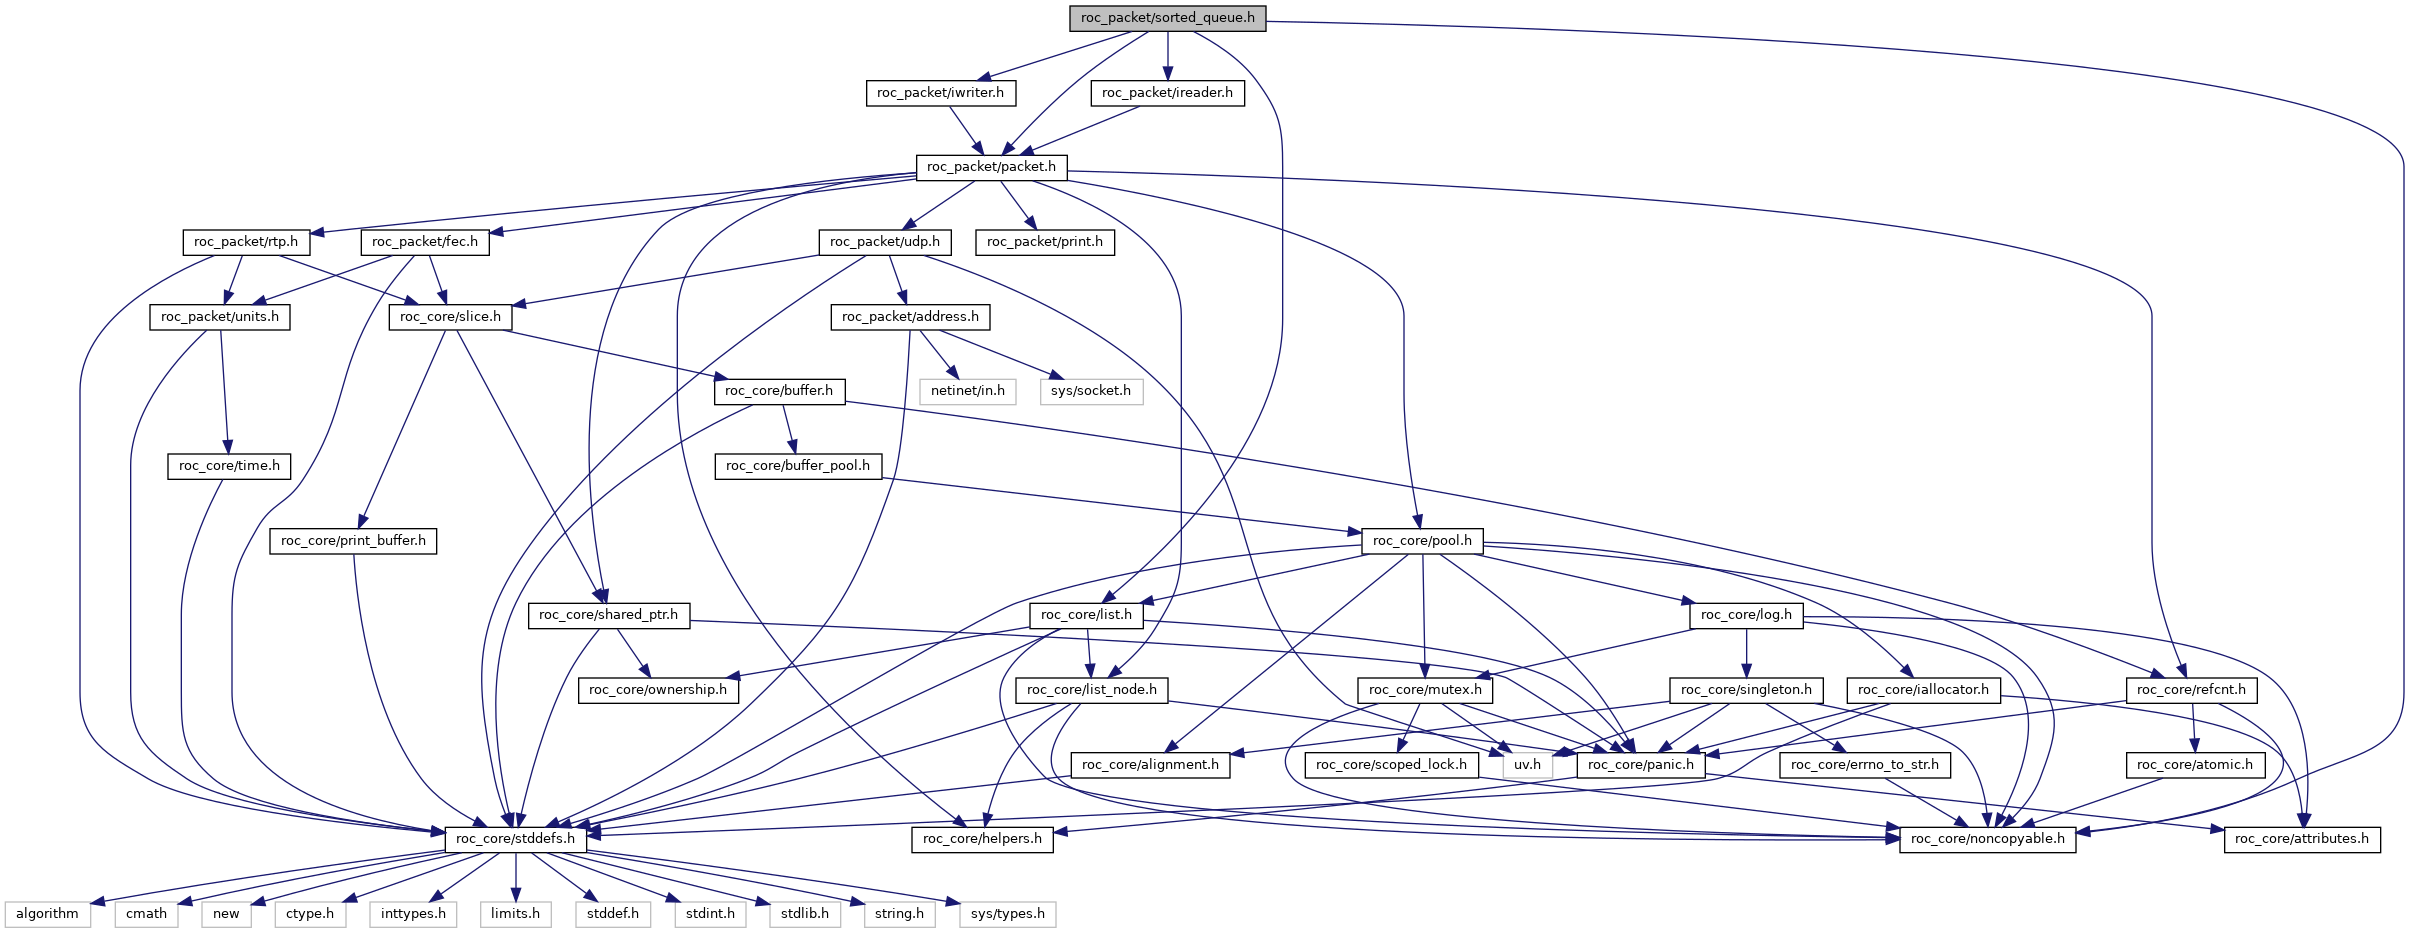 roc_packet/sorted_queue.h
roc_packet/iwriter.h
roc_packet/ireader.h
roc_packet/packet.h
roc_packet/rtp.h
roc_packet/fec.h
roc_packet/udp.h
roc_packet/print.h
roc_packet/units.h
roc_core/slice.h
roc_packet/address.h
roc_core/buffer.h
netinet/in.h
sys/socket.h
roc_core/time.h
roc_core/buffer_pool.h
roc_core/print_buffer.h
roc_core/pool.h
roc_core/shared_ptr.h
roc_core/list.h
roc_core/log.h
roc_core/ownership.h
roc_core/list_node.h
roc_core/mutex.h
roc_core/singleton.h
roc_core/iallocator.h
roc_core/refcnt.h
roc_core/alignment.h
roc_core/scoped_lock.h
uv.h
roc_core/panic.h
roc_core/errno_to_str.h
roc_core/atomic.h
roc_core/stddefs.h
roc_core/helpers.h
roc_core/noncopyable.h
roc_core/attributes.h
algorithm
cmath
new
ctype.h
inttypes.h
limits.h
stddef.h
stdint.h
stdlib.h
string.h
sys/types.h